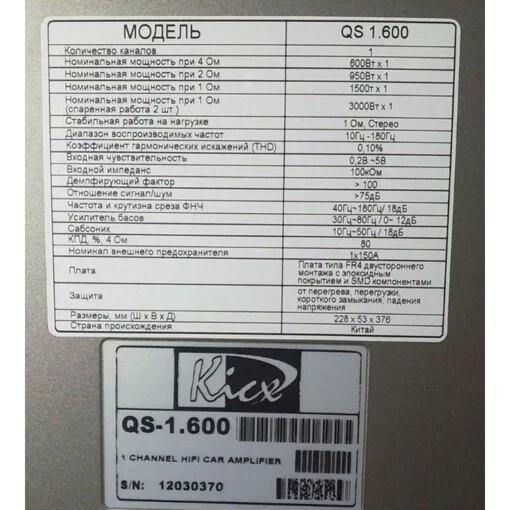 МОДЕЛЬ QS 1.600
Количество каналов 1
Номинальная мощность при 4 Ом 600Вт x 1
Номинальная мощность при 2 Ом 950Вт x 1
Номинальная мощность при 1 Ом 1500т x 1
Номинальная мощность при 1 Ом
(спаренная работа 2 шт.) 3000Вт x 1
Стабильная работа на нагрузке 1 Ом, Стерео
Диапазон воспроизводимых частот 10Гц -180Гц
Коэффициент гармонических искажений (THD) 0,10%
Входная чувствительность 0,2В ~5В
Входной импеданс 100кОм
Демпфирующий фактор > 100
Отношение сигнал/шум >75дБ
Частота и крутизна среза ФНЧ 40Гц~180Гц/ 18дБ
Усилитель басов 30Гц~80Гц / 0~ 12дБ
Сабсоник 10Гц~50Гц / 18дБ
КПД, %, 4 Ом 80
Номинал внешнего предохранителя 1x150А
Плата Плата типа FR4 двустороннего
монтажа с эпоксидным
покрытием и SMD компонентами
Защита от перегрева, перегрузки,
короткого замыкания, падения
напряжения
Размеры, мм (Ш x В x Д) 228 x 53 x 376
Страна происхождения Китай
Kicx
QS-1.600
1 CHANNEL HIFI CAR AMPLIFIER
S/N: 12030370